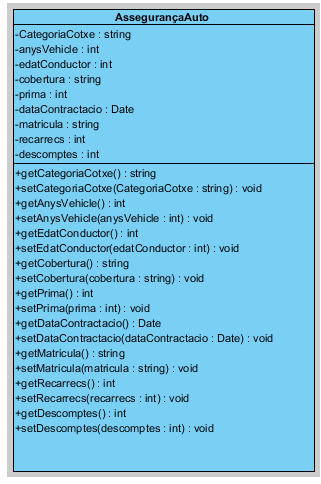 AssegurançaAuto
-CategoriaCotxe : string
-anysVehicle : int
-edatConductor : int
-cobertura : string
-prima : int
-dataContractacio : Date
-matricula : string
-recarrecs : int
-descomptes : int
+getCategoriaCotxe() : string
+setCategoriaCotxe(CategoriaCotxe : string) : void
+getAnysVehicle() : int
+setAnysVehicle(anysVehicle : int) : void
+getEdatConductor() : int
+setEdatConductor(edatConductor : int) : void
+getCobertura() : string
+setCobertura(cobertura : string) : void
+getPrima() : int
+setPrima(prima : int) : void
+getDataContractacio() : Date
+setDataContractacio(dataContractacio : Date) : void
+getMatricula() : string
+setMatricula(matricula : string) : void
+getRecarrecs() : int
+setRecarrecs(recarrecs : int) : void
+getDescomptes() : int
+setDescomptes(descomptes : int) : void